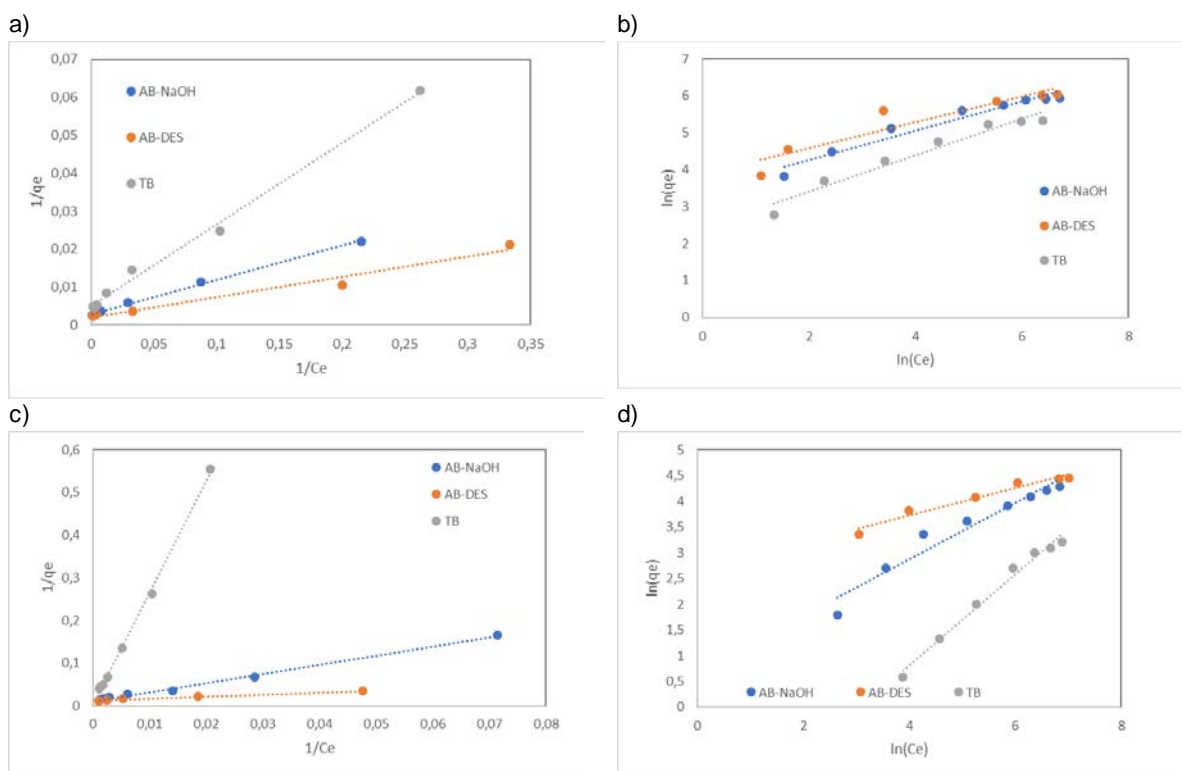 a)
0,07
0,06
0,05
0,04
0,03
0,02
0,01
0
1/qe
AB-NaOH
AB-DES
TB
0
0,05
0,1
0,15
0,2
0,25
0,3
0,35
1/Ce
b)
7
6
5
4
3
2
1
0
ln(qe)
AB-NaOH
AB-DES
TB
0
2
4
6
8
ln(Ce)
c)
0,6
0,5
0,4
0,3
0,2
0,1
0
1/qe
AB-NaOH
AB-DES
TB
0
0,01
0,02
0,03
0,04
0,05
0,06
0,07
0,08
1/Ce
d)
5
4,5
4
3,5
3
2,5
2
1,5
1
0,5
0
ln(qe)
AB-NaOH
AB-DES
TB
0
2
4
6
8
ln(Ce)